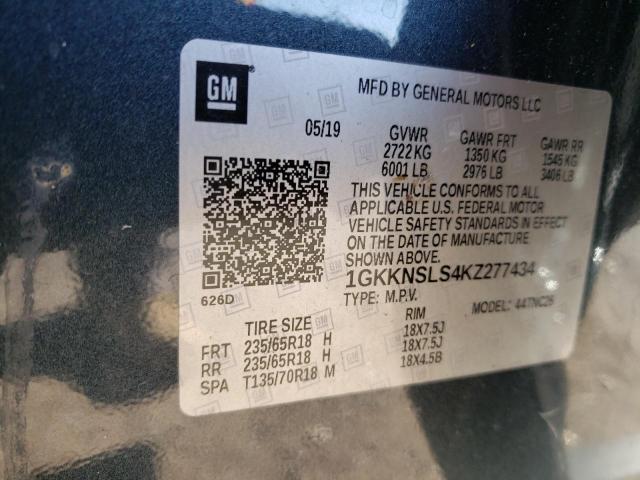 GM
MFD BY GENERAL MOTORS LLC
05/19 GVWR GAWR FRT GAWR RR
2722 KG 1350 KG 1545 KG
6001 LB 2976 LB 3406 LB
THIS VEHICLE CONFORMS TO ALL
APPLICABLE U.S. FEDERAL MOTOR
VEHICLE SAFETY STANDARDS IN EFFECT
ON THE DATE OF MANUFACTURE
SHOWN ABOVE.
1GKKNSLS4KZ277434
626D
TYPE: M.P.V. MODEL: 44TNC26
TIRE SIZE RIM
FRT 235/65R18 H 18X7.5J
RR 235/65R18 H 18X7.5J
SPA T135/70R18 M 18X4.5B